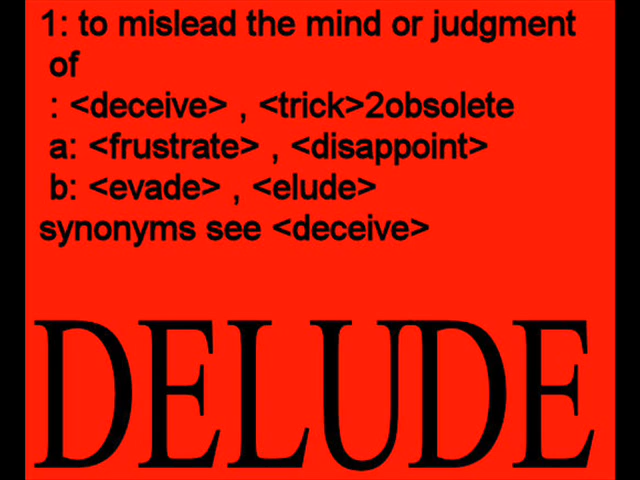 1: to mislead the mind or judgment
of
: <deceive> , <trick>2obsolete
a: <frustrate> , <disappoint>
b: <evade> , <elude>
synonyms see <deceive>
DELUDE